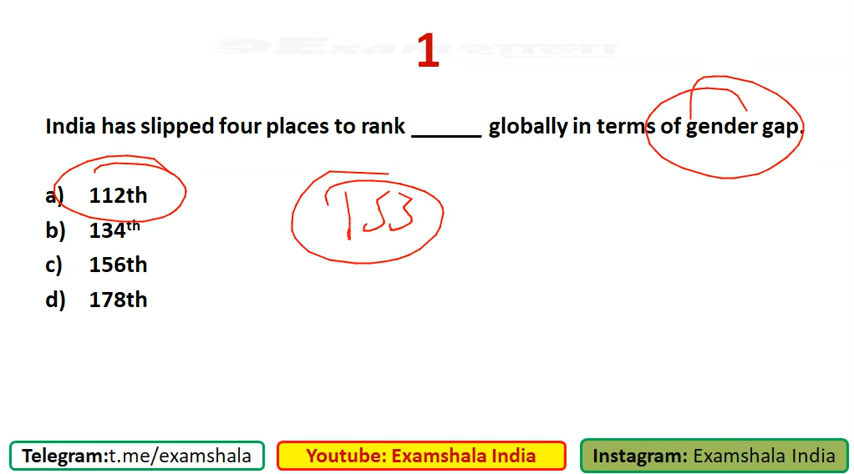 1
India has slipped four places to rank ______ globally in terms of gender gap.
a) 112th
153
b) 134th
c) 156th
d) 178th
Telegram:t.me/examshala
Youtube: Examshala India
Instagram: Examshala India